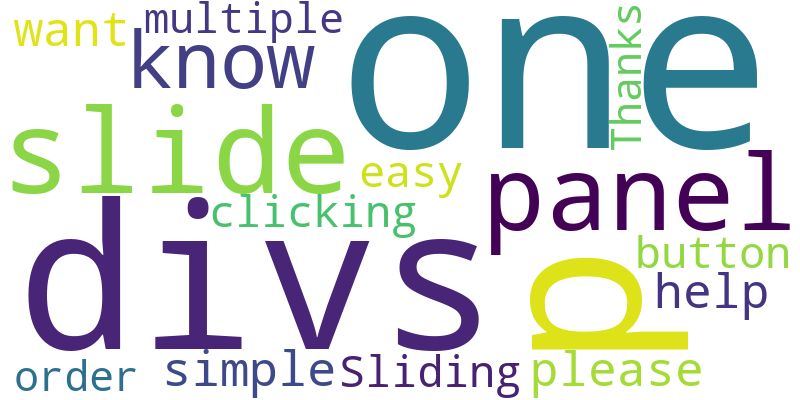 want
multiple
know
one
Thanks
slide
easy
panel
clicking
divs
p
button
help
order
simple
Sliding
please